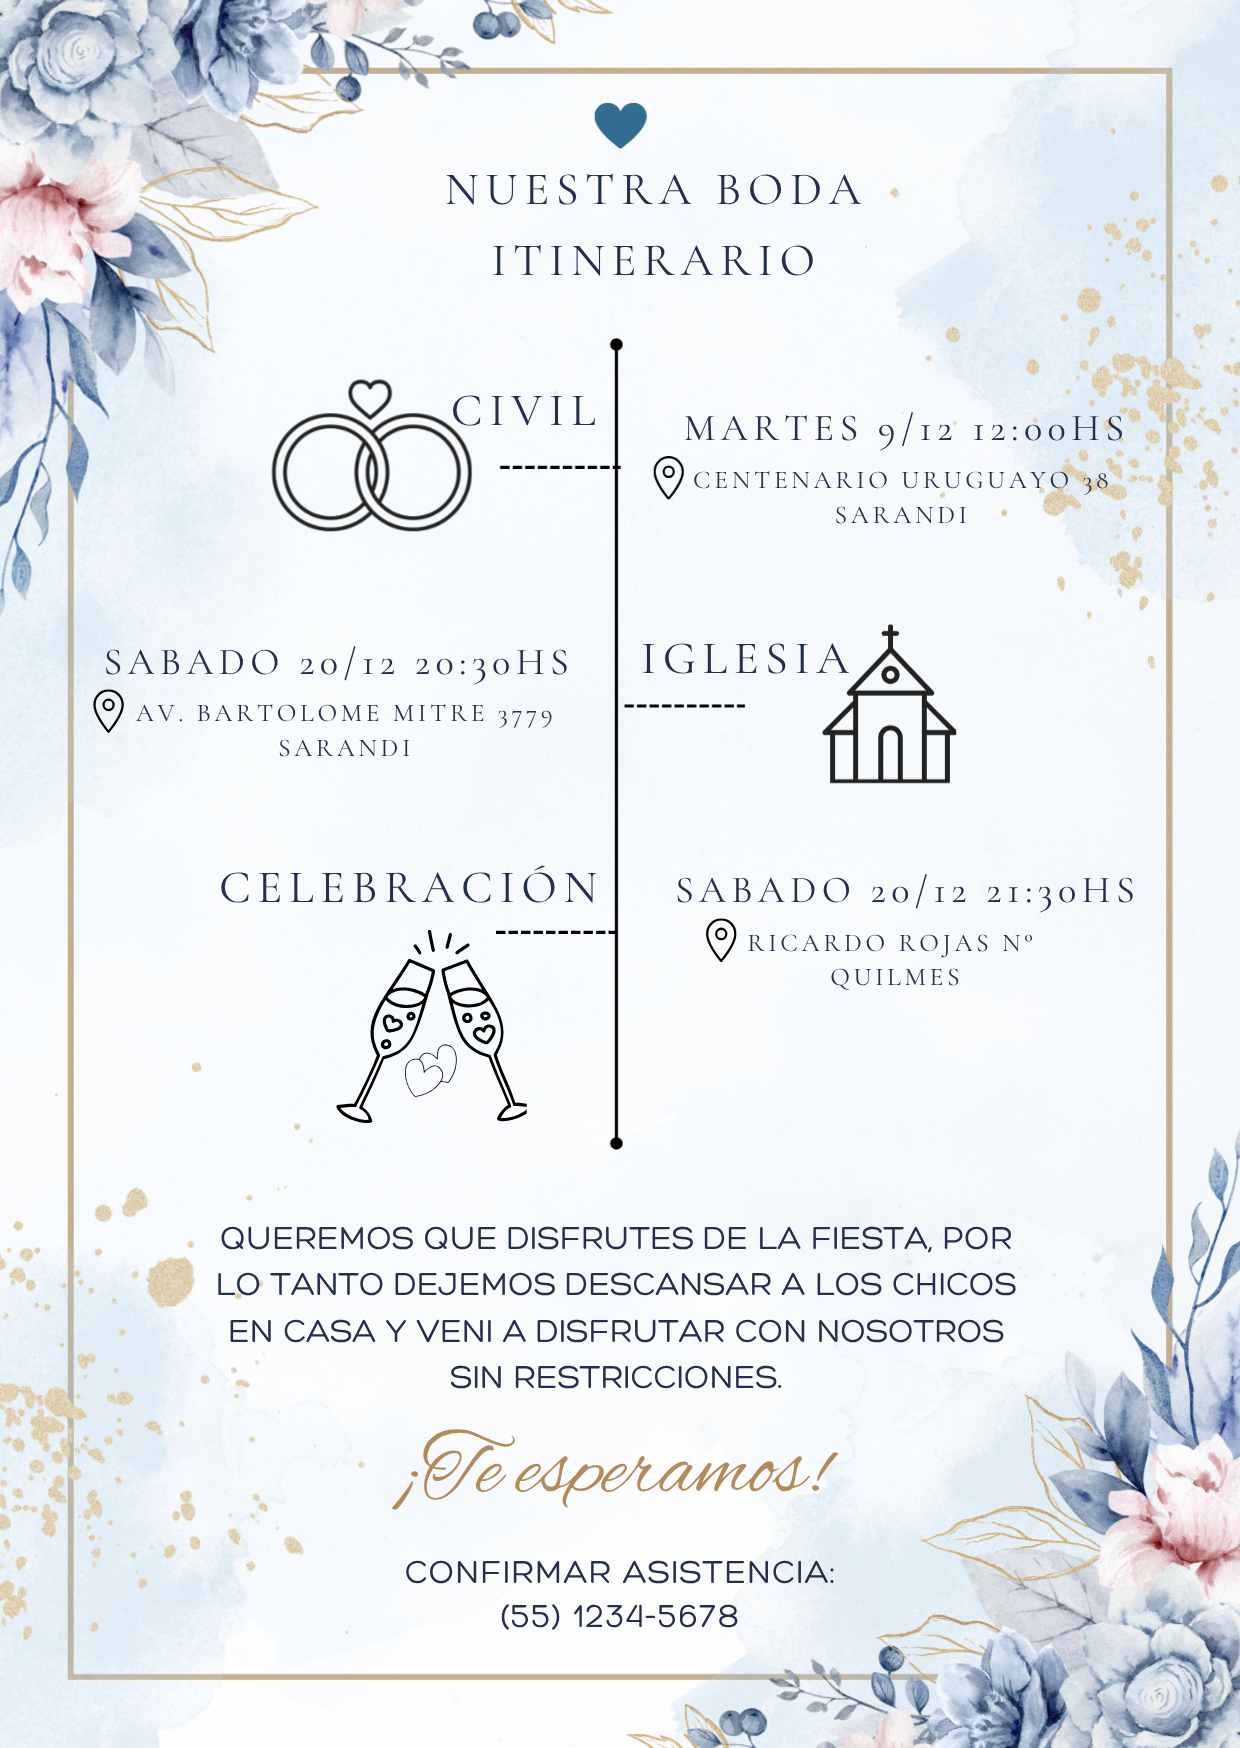 NUESTRA BODA
ITINERARIO
CIVIL
MARTES 9/12 12:00HS
CENTENARIO URUGUAYO 38
SARANDI
SABADO 20/12 20:30HS
AV. BARTOLOME MITRE 3779
SARANDI
IGLESIA
CELEBRACIÓN
SABADO 20/12 21:30HS
RICARDO ROJAS Nº
QUILMES
QUEREMOS QUE DISFRUTES DE LA FIESTA, POR
LO TANTO DEJEMOS DESCANSAR A LOS CHICOS
EN CASA Y VENI A DISFRUTAR CON NOSOTROS
SIN RESTRICCIONES.
¡Te esperamos!
CONFIRMAR ASISTENCIA:
(55) 1234-5678